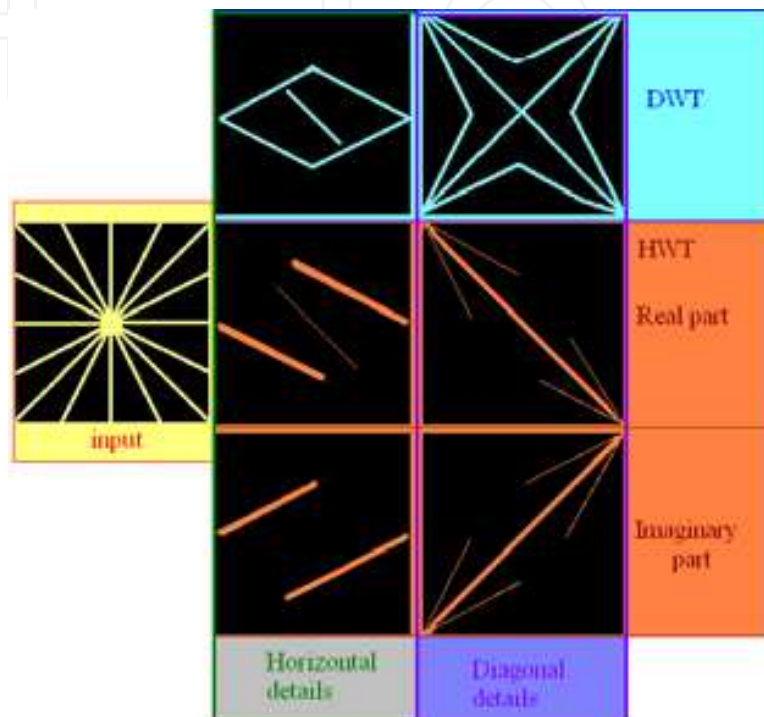 DWT
HWT
Real part
input
Imaginary
part
Horizontal
details
Diagonal
details